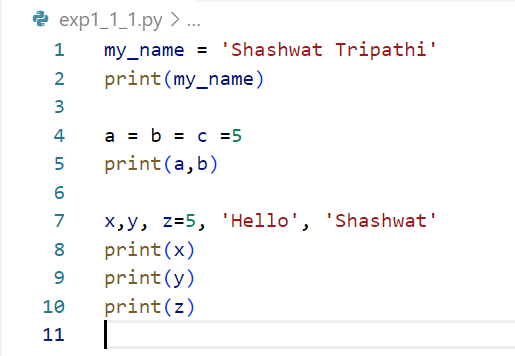 exp1_1_1.py > ...
1 my_name = 'Shashwat Tripathi'
2 print(my_name)
3
4 a = b = c =5
5 print(a,b)
6
7 x,y, z=5, 'Hello', 'Shashwat'
8 print(x)
9 print(y)
10 print(z)
11